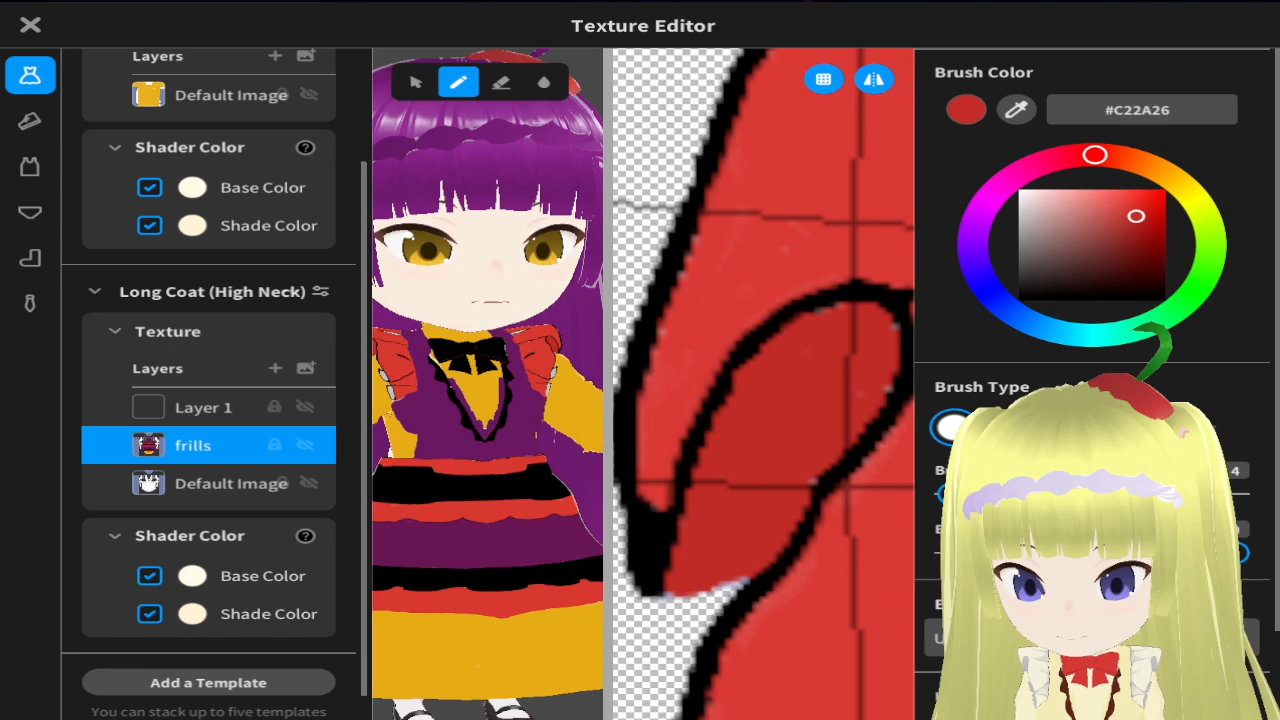 Texture Editor
Layers
Default Image
Shader Color
Base Color
Shade Color
Long Coat (High Neck)
Texture
Layers
Layer 1
frills
Default Image
Shader Color
Base Color
Shade Color
Add a Template
You can stack up to five templates
Brush Color
#C22A26
Brush Type
4